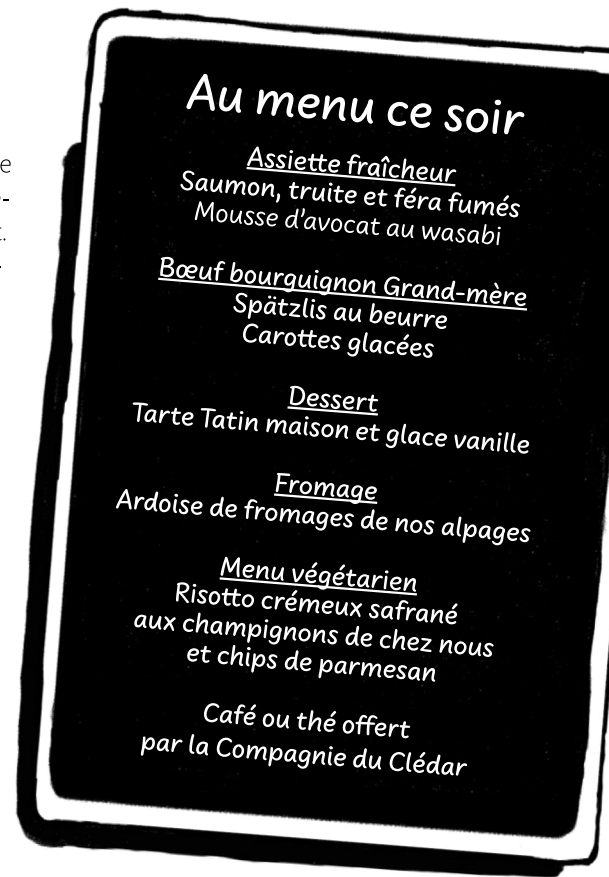 Au menu ce soir
Assiette fraîcheur
Saumon, truite et féra fumés
Mousse d'avocat au wasabi
Bœuf bourguignon Grand-mère
Spätzlis au beurre
Carottes glacées
Dessert
Tarte Tatin maison et glace vanille
Fromage
Ardoise de fromages de nos alpages
Menu végétarien
Risotto crémeux safrané
aux champignons de chez nous
et chips de parmesan
Café ou thé offert
par la Compagnie du Clédar